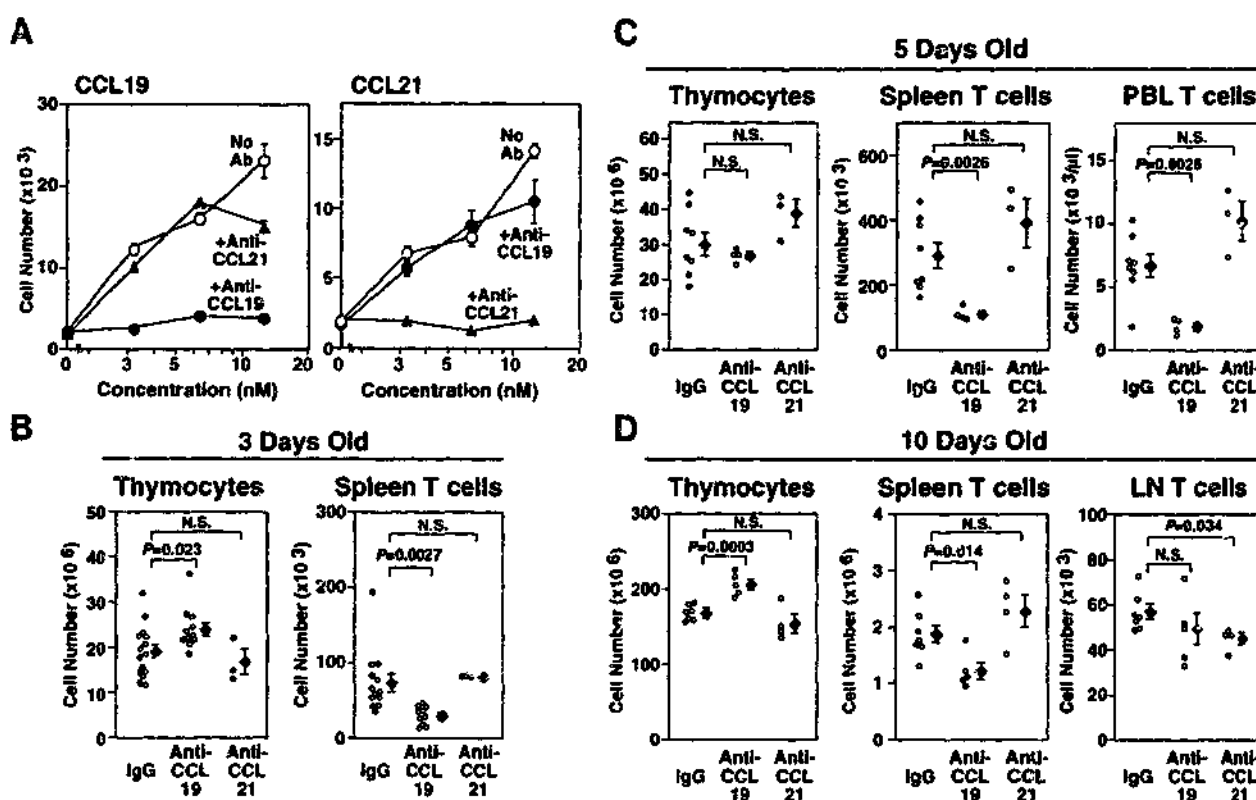 A
CCL19
CCL21
Cell Number (x10 3)
30
20
10
0
No
Ab
+Anti-
CCL21
+Anti-
CCL19
0
3
5
10
20
Concentration (nM)
15
10
5
0
No
Ab
+Anti-
CCL19
+Anti-
CCL21
0
3
5
10
20
Concentration (nM)
B
3 Days Old
Thymocytes
Spleen T cells
Cell Number (x10 6)
50
40
30
20
10
0
N.S.
P=0.023
IgG
Anti-
CCL
19
Anti-
CCL
21
Cell Number (x10 3)
300
200
100
0
N.S.
P=0.0027
IgG
Anti-
CCL
19
Anti-
CCL
21
C
5 Days Old
Thymocytes
Spleen T cells
PBL T cells
Cell Number (x10 6)
60
50
40
30
20
10
0
N.S.
N.S.
IgG
Anti-
CCL
19
Anti-
CCL
21
Cell Number (x10 3)
600
400
200
0
N.S.
P=0.0026
IgG
Anti-
CCL
19
Anti-
CCL
21
Cell Number (x10 3/µl)
15
10
5
0
N.S.
IgG
Anti-
CCL
19
Anti-
CCL
21
D
10 Days Old
Thymocytes
Spleen T cells
LN T cells
Cell Number (x10 6)
300
200
100
0
N.S.
P=0.0003
IgG
Anti-
CCL
19
Anti-
CCL
21
Cell Number (x10 6)
4
3
2
1
0
N.S.
P=0.014
IgG
Anti-
CCL
19
Anti-
CCL
21
Cell Number (x10 3)
100
80
60
40
20
0
P=0.034
N.S.
IgG
Anti-
CCL
19
Anti-
CCL
21